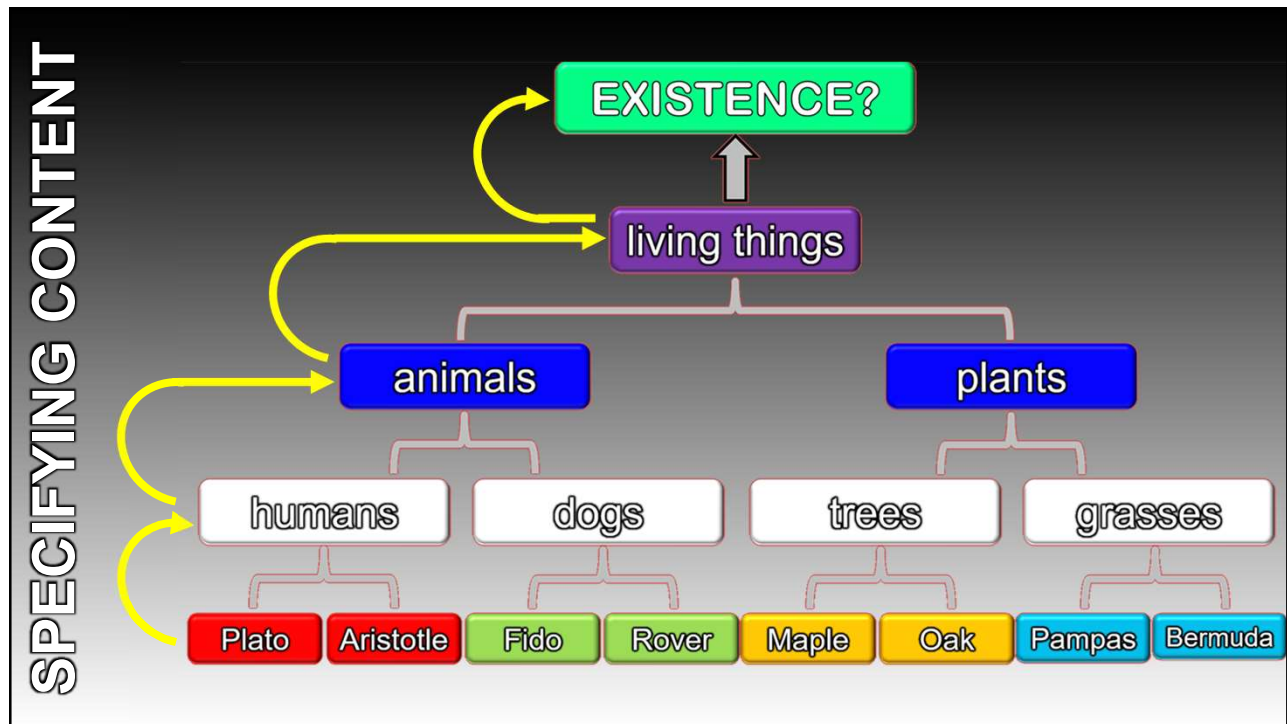 SPECIFYING CONTENT
EXISTENCE?
living things
animals
plants
humans
dogs
trees
grasses
Plato
Aristotle
Fido
Rover
Maple
Oak
Pampas
Bermuda